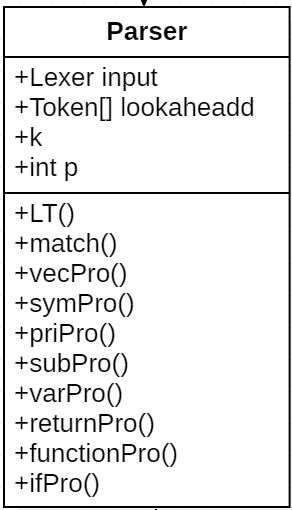 Parser
+Lexer input
+Token[] lookaheadd
+k
+int p
+LT()
+match()
+vecPro()
+symPro()
+priPro()
+subPro()
+varPro()
+returnPro()
+functionPro()
+ifPro()